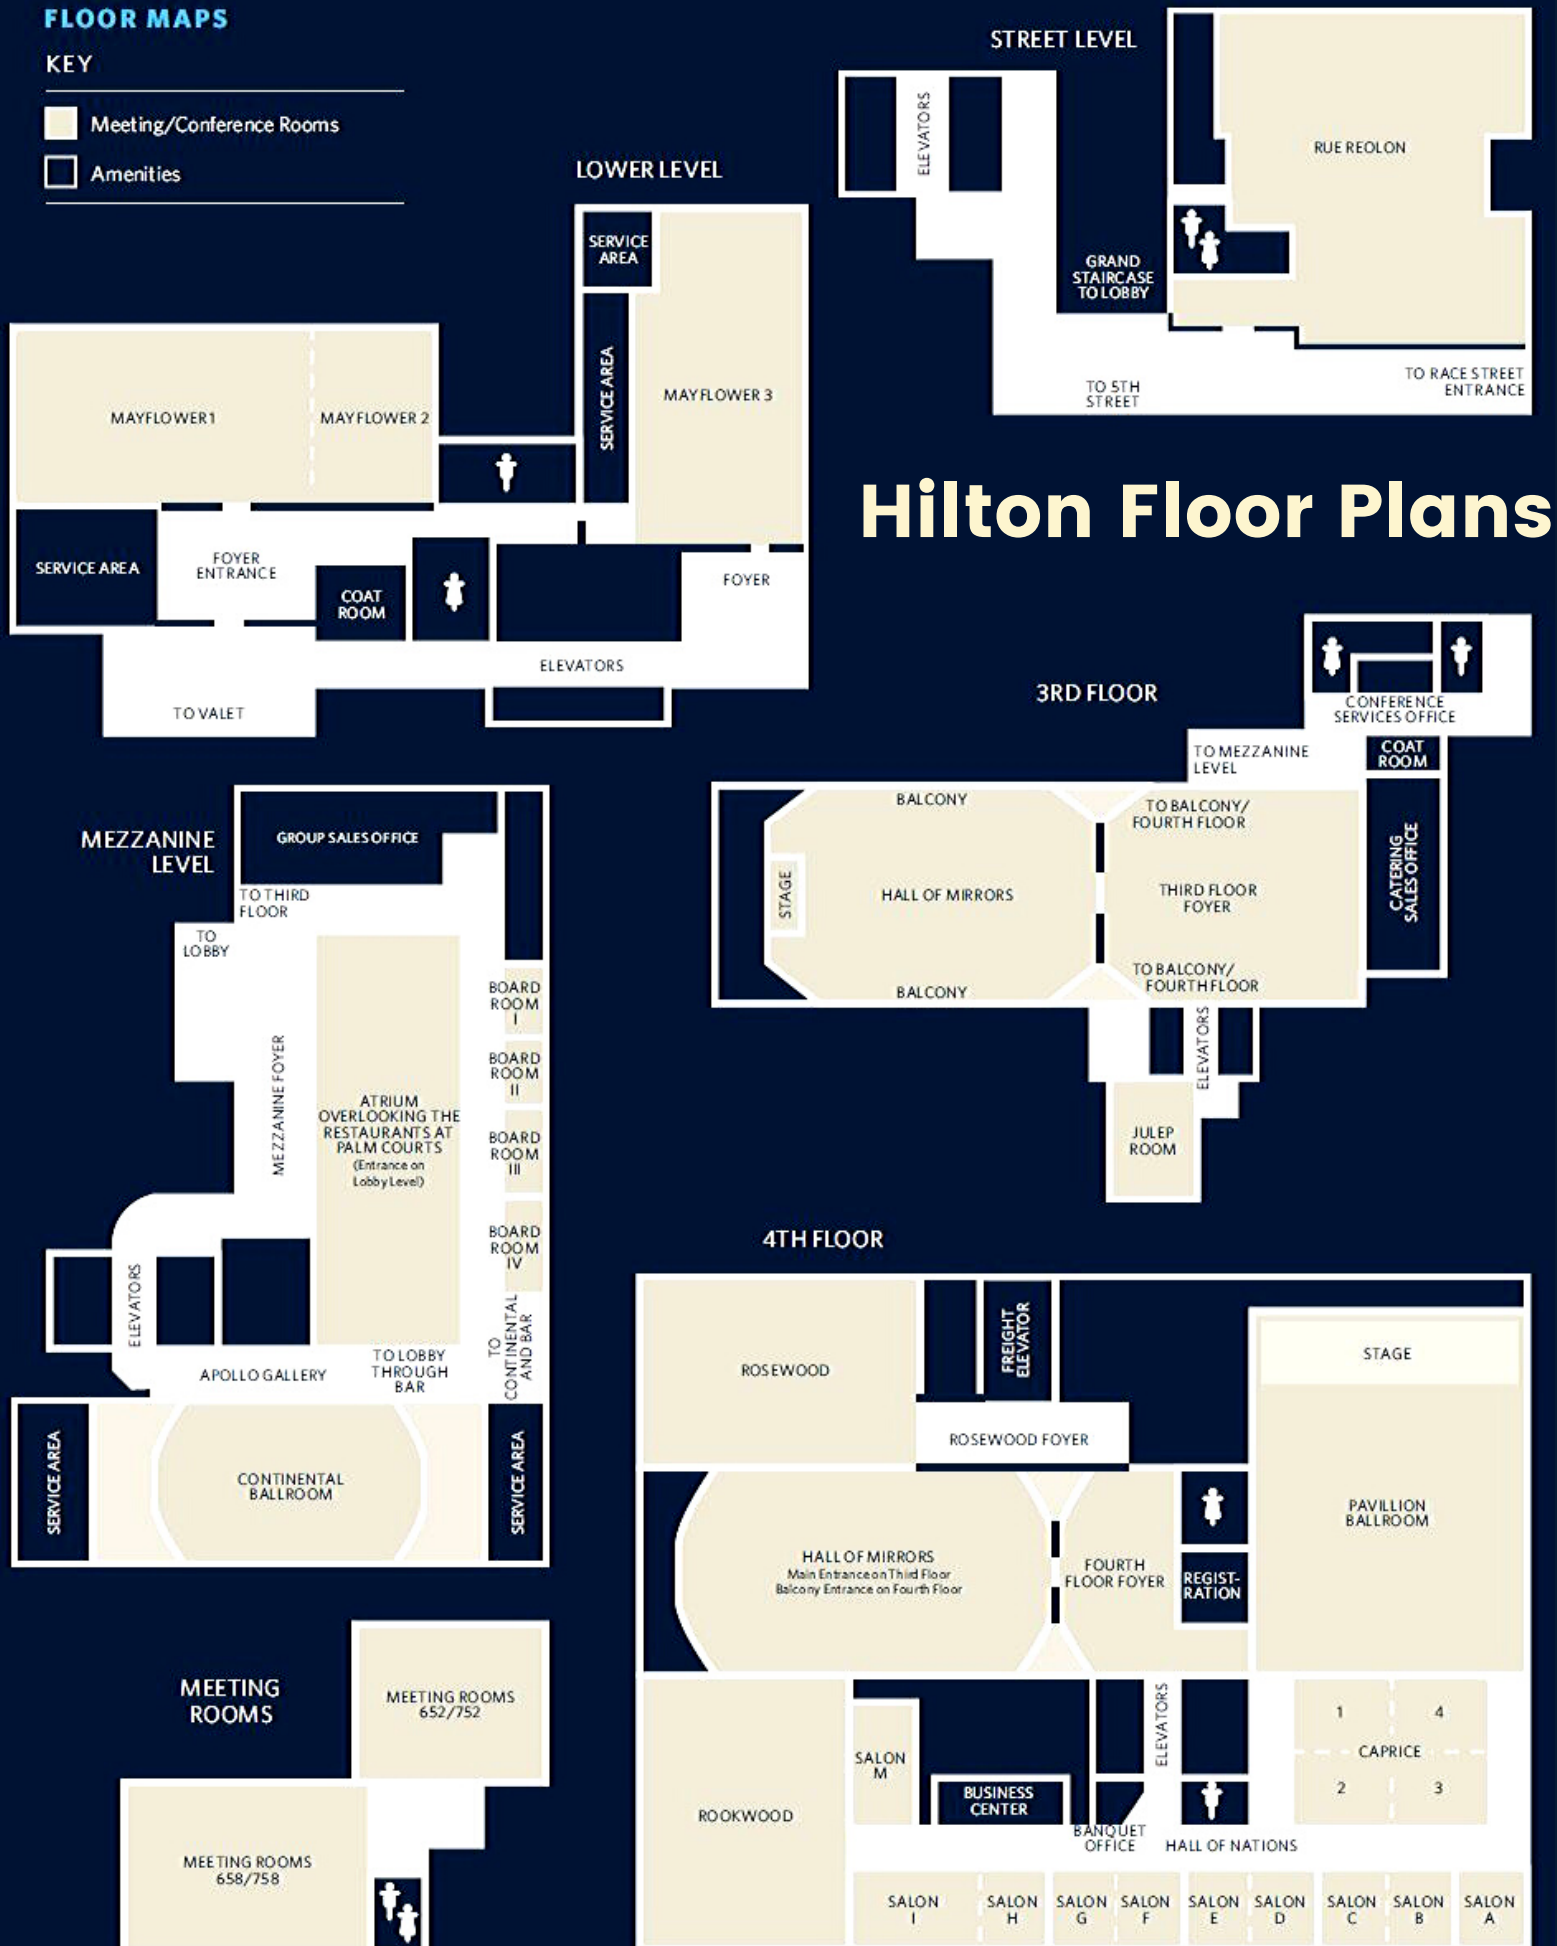 FLOOR MAPS
KEY
Meeting/Conference Rooms
Amenities
STREET LEVEL
ELEVATORS
RUE REOLON
GRAND
STAIRCASE
TO LOBBY
TO 5TH
STREET
TO RACE STREET
ENTRANCE
LOWER LEVEL
SERVICE
AREA
SERVICE AREA
MAYFLOWER 1
MAYFLOWER 2
MAYFLOWER 3
SERVICE AREA
FOYER
ENTRANCE
COAT
ROOM
FOYER
ELEVATORS
TO VALET
Hilton Floor Plans
3RD FLOOR
CONFERENCE
SERVICES OFFICE
TO MEZZANINE
LEVEL
COAT
ROOM
BALCONY
TO BALCONY/
FOURTH FLOOR
STAGE
HALL OF MIRRORS
THIRD FLOOR
FOYER
CATERING
SALES OFFICE
BALCONY
TO BALCONY/
FOURTH FLOOR
ELEVATORS
JULEP
ROOM
MEZZANINE
LEVEL
GROUP SALES OFFICE
TO THIRD
FLOOR
TO
LOBBY
BOARD
ROOM
I
BOARD
ROOM
II
MEZZANINE FOYER
ATRIUM
OVERLOOKING THE
RESTAURANTS AT
PALM COURTS
(Entrance on
Lobby Level)
BOARD
ROOM
III
BOARD
ROOM
IV
ELEVATORS
TO
CONTINENTAL
AND BAR
APOLLO GALLERY
TO LOBBY
THROUGH
BAR
SERVICE AREA
CONTINENTAL
BALLROOM
SERVICE AREA
4TH FLOOR
ROSEWOOD
FREIGHT
ELEVATOR
STAGE
ROSEWOOD FOYER
PAVILLION
BALLROOM
HALL OF MIRRORS
Main Entrance on Third Floor
Balcony Entrance on Fourth Floor
FOURTH
FLOOR FOYER
REGIST-
RATION
ELEVATORS
1
4
CAPRICE
2
3
SALON
M
BUSINESS
CENTER
ROOKWOOD
BANQUET
OFFICE
HALL OF NATIONS
SALON
I
SALON
H
SALON
G
SALON
F
SALON
E
SALON
D
SALON
C
SALON
B
SALON
A
MEETING
ROOMS
MEETING ROOMS
652/752
MEETING ROOMS
658/758